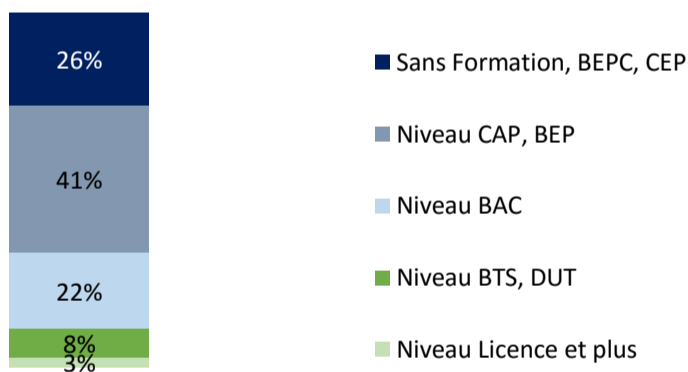 26%
41%
22%
8%
3%
Sans Formation, BEPC, CEP
Niveau CAP, BEP
Niveau BAC
Niveau BTS, DUT
Niveau Licence et plus